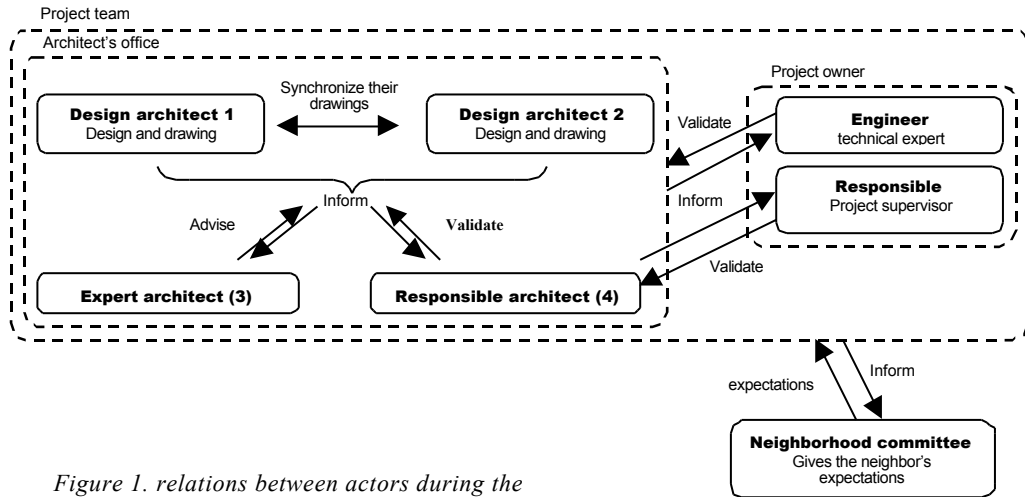 Project team
Architect's office
Project owner
Synchronize their
drawings
Design architect 1
Design and drawing
Design architect 2
Design and drawing
Validate
Engineer
technical expert
Inform
Inform
Responsible
Project supervisor
Advise
Validate
Validate
Expert architect (3)
Responsible architect (4)
expectations
Inform
Neighborhood committee
Gives the neighbor's
expectations
Figure 1. relations between actors during the